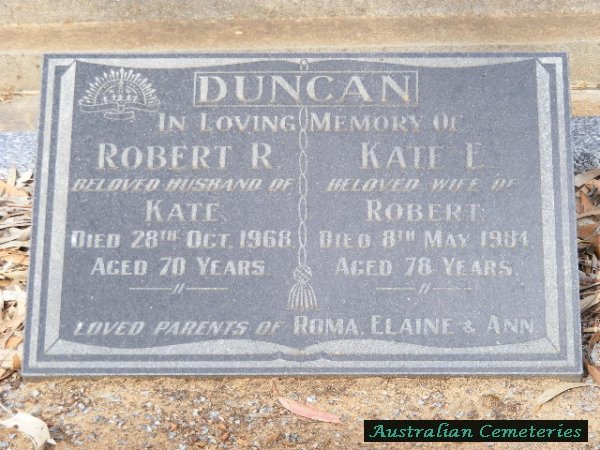 DUNCAN
IN LOVING MEMORY OF
ROBERT R.
BELOVED HUSBAND OF
KATE.
DIED 28TH OCT. 1968.
AGED 70 YEARS.
KATE E.
BELOVED WIFE OF
ROBERT.
DIED 8TH MAY 1984.
AGED 78 YEARS.
LOVED PARENTS OF ROMA, ELAINE & ANN.
Australian Cemeteries